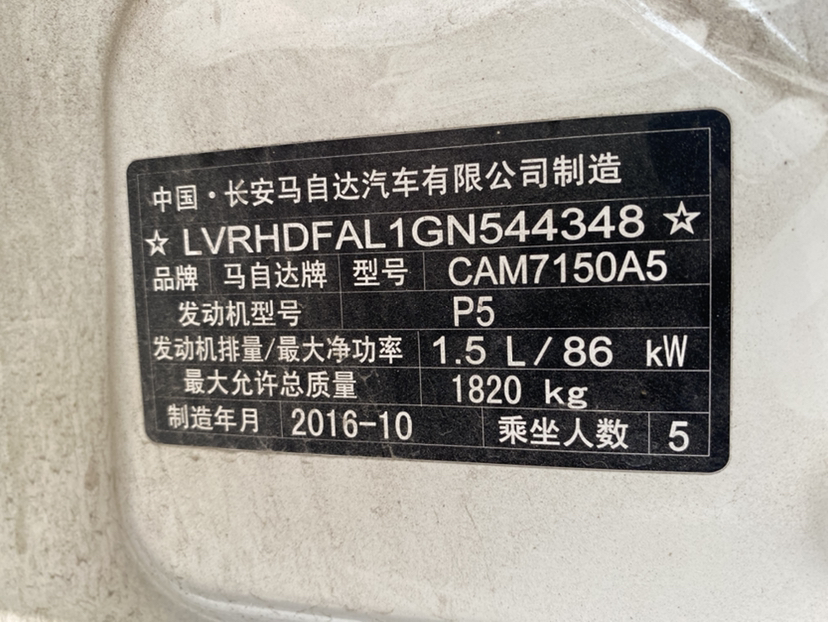 中国·长安马自达汽车有限公司制造
☆ LVRHDFAL1GN544348 ☆
品牌 马自达牌 型号 CAM7150A5
发动机型号 P5
发动机排量/最大净功率 1.5 L/86 kW
最大允许总质量 1820 kg
制造年月 2016-10 乘坐人数 5